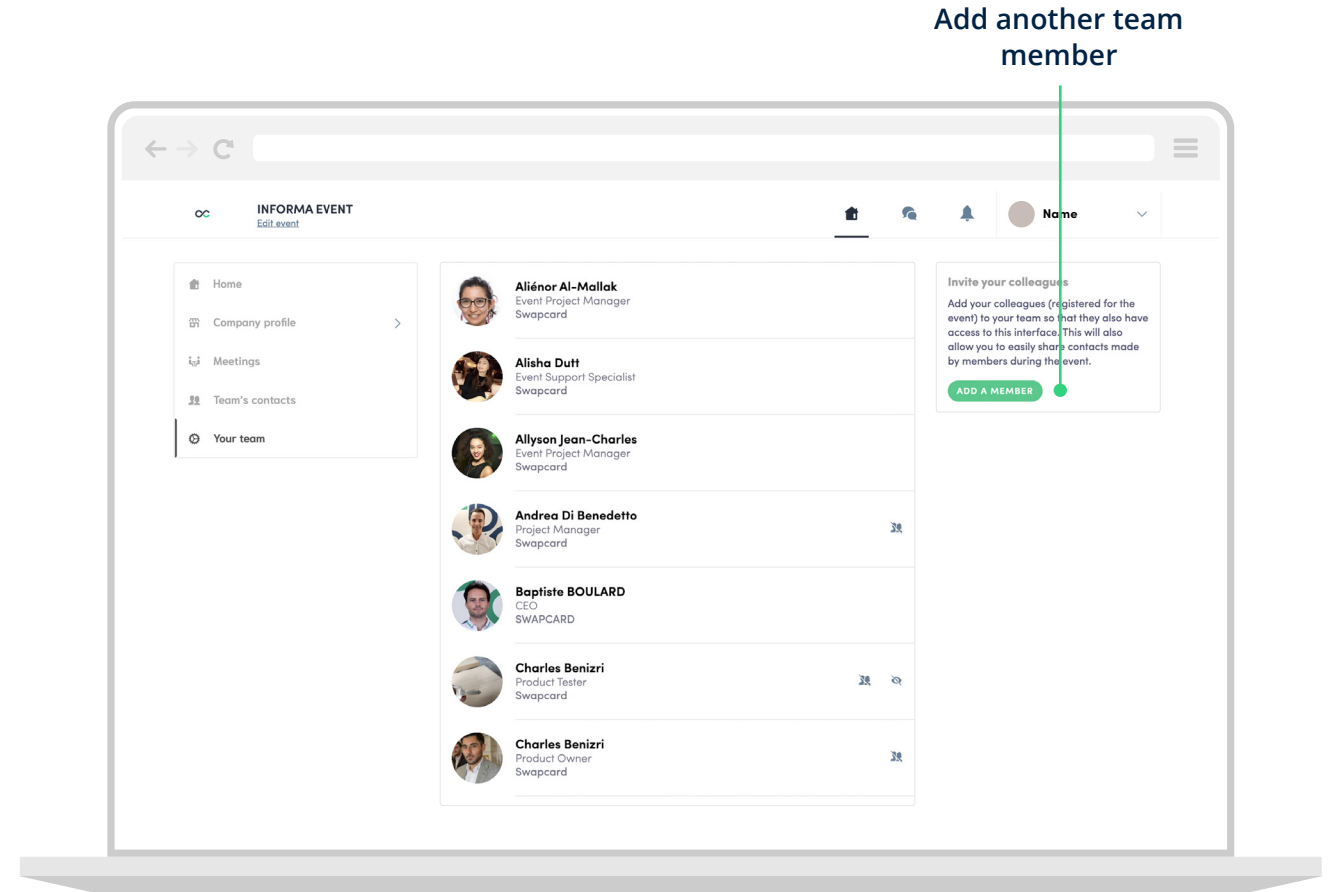 Add another team
member
INFORMA EVENT
Edit event
Name
Home
Company profile
Meetings
Team's contacts
Your team
Aliénor Al-Mallak
Event Project Manager
Swapcard
Alisha Dutt
Event Support Specialist
Swapcard
Allyson Jean-Charles
Event Project Manager
Swapcard
Andrea Di Benedetto
Project Manager
Swapcard
Baptiste BOULARD
CEO
SWAPCARD
Charles Benizri
Product Tester
Swapcard
Charles Benizri
Product Owner
Swapcard
Invite your colleagues
Add your colleagues (registered for the
event) to your team so that they also have
access to this interface. This will also
allow you to easily share contacts made
by members during the event.
ADD A MEMBER